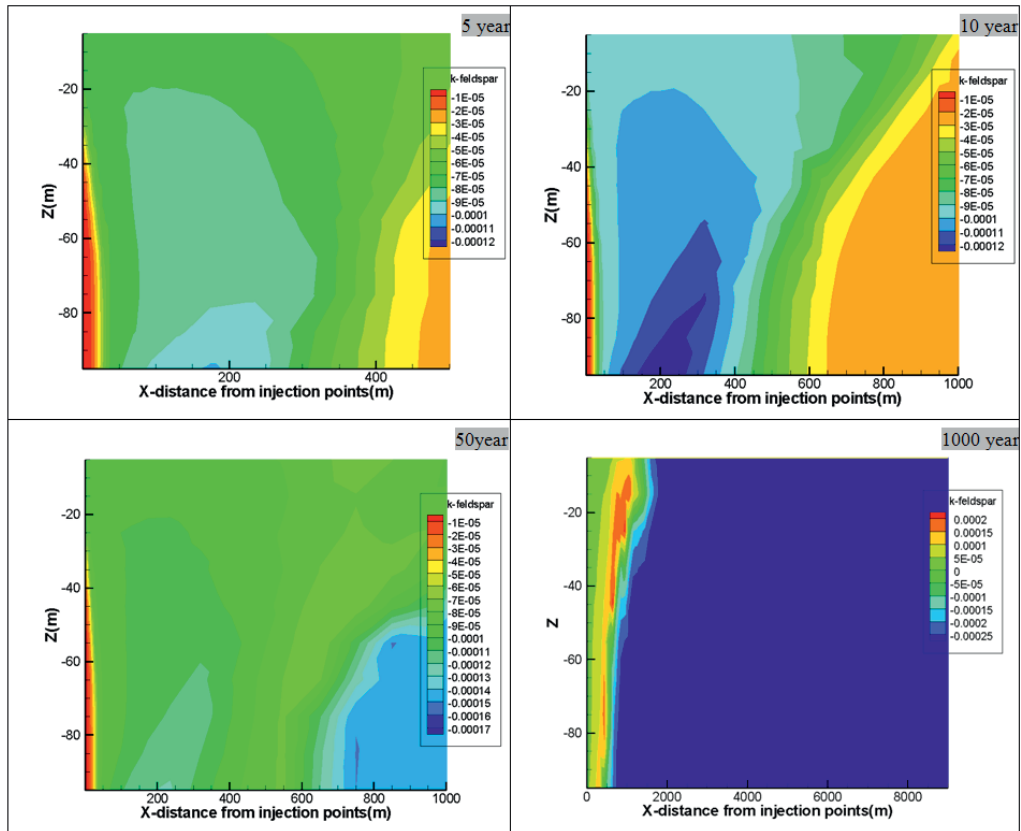 5 year
-20
-40
-60
-80
Z(m)
200
400
X-distance from injection points(m)
k-feldspar
-1E-05
-2E-05
-3E-05
-4E-05
-5E-05
-6E-05
-7E-05
-8E-05
-9E-05
-0.0001
-0.00011
-0.00012
10 year
-20
-40
-60
-80
Z(m)
0
200
400
600
800
1000
X-distance from injection points(m)
k-feldspar
-1E-05
-2E-05
-3E-05
-4E-05
-5E-05
-6E-05
-7E-05
-8E-05
-9E-05
-0.0001
-0.00011
-0.00012
50year
-20
-40
-60
-80
Z(m)
200
400
600
800
1000
X-distance from injection points(m)
k-feldspar
-1E-05
-2E-05
-3E-05
-4E-05
-5E-05
-6E-05
-7E-05
-8E-05
-9E-05
-0.0001
-0.00011
-0.00012
-0.00013
-0.00014
-0.00015
-0.00016
-0.00017
1000 year
-20
-40
-60
-80
Z
0
2000
4000
6000
8000
X-distance from injection points(m)
k-feldspar
0.0002
0.00015
0.0001
5E-05
0
-5E-05
-0.0001
-0.00015
-0.0002
-0.00025